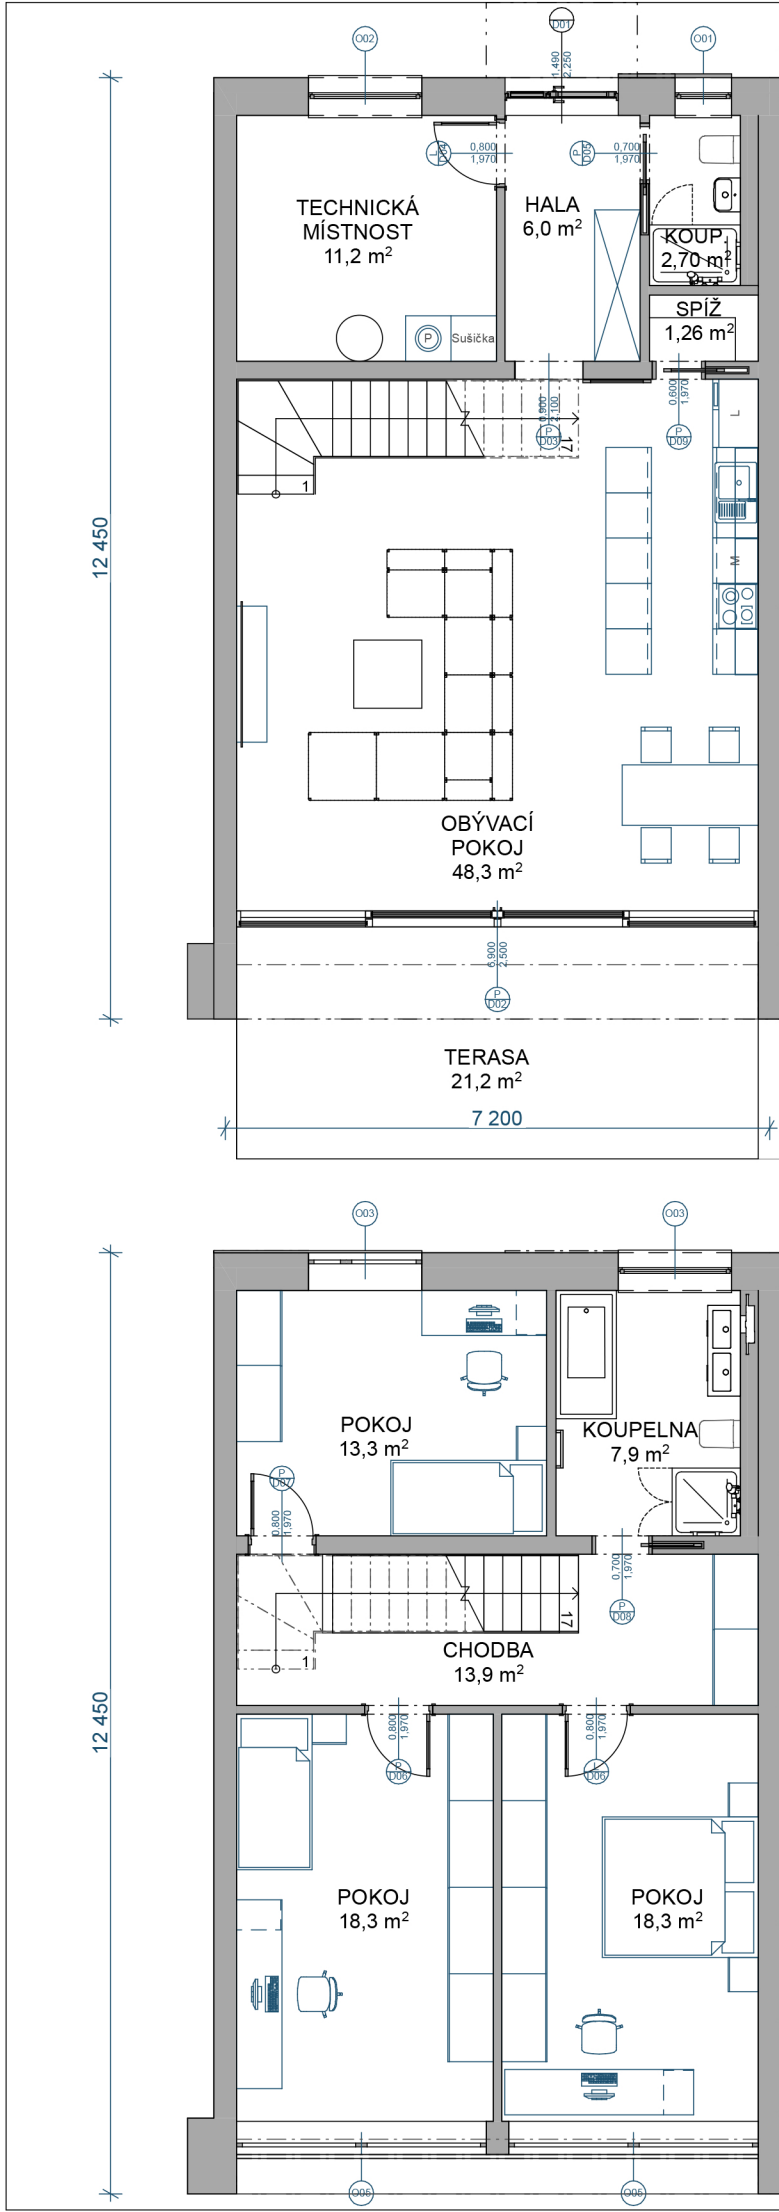 O02
D01
1,490
2,250
O01
L
D04
0,800
1,970
P
D05
0,700
1,970
TECHNICKÁ
MÍSTNOST
11,2 m²
HALA
6,0 m²
KOUP
2,70 m²
SPÍŽ
1,26 m²
P
Sušička
0,900
2,100
P
D03
0,600
1,970
P
D09
L
17
1
M
12 450
OBÝVACÍ
POKOJ
48,3 m²
6,900
2,500
P
D02
TERASA
21,2 m²
7 200
O03
O03
POKOJ
13,3 m²
KOUPELNA
7,9 m²
P
D07
0,800
1,970
0,700
1,970
P
D08
17
1
CHODBA
13,9 m²
12 450
0,800
1,970
P
D06
0,800
1,970
L
D06
POKOJ
18,3 m²
POKOJ
18,3 m²
O05
O05